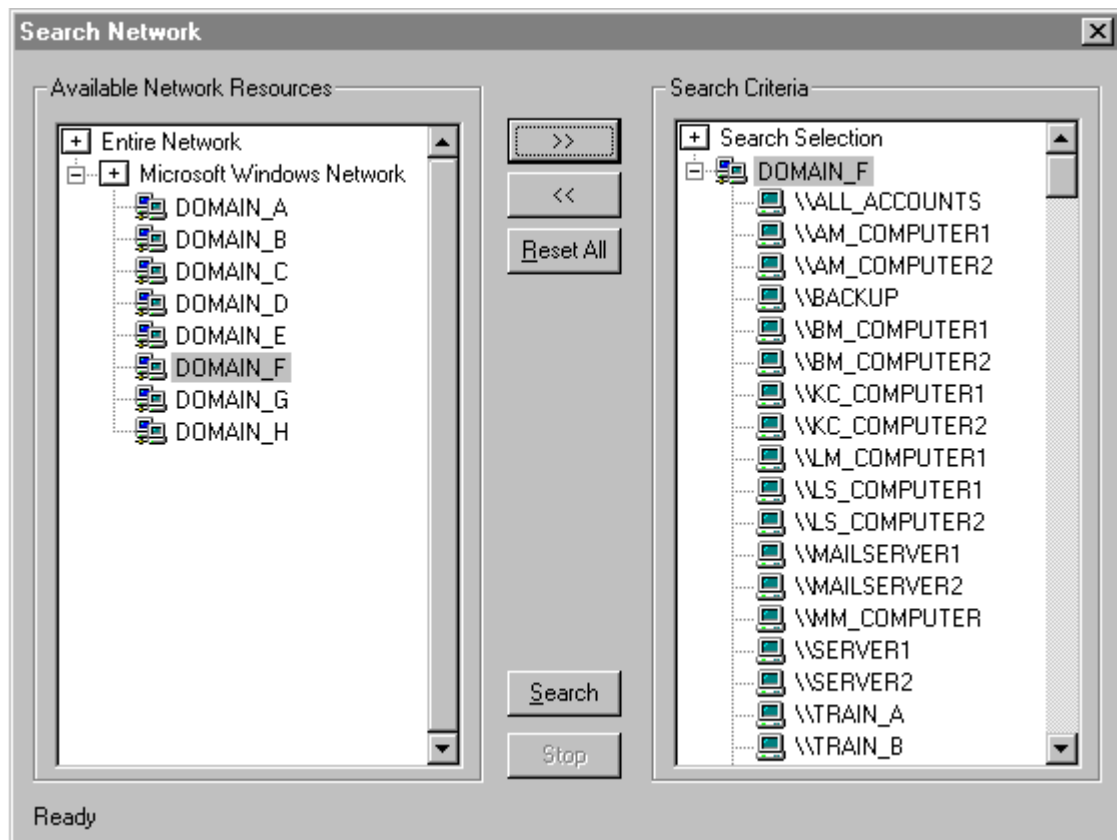 Search Network
Available Network Resources
Entire Network
Microsoft Windows Network
DOMAIN_A
DOMAIN_B
DOMAIN_C
DOMAIN_D
DOMAIN_E
DOMAIN_F
DOMAIN_G
DOMAIN_H
>>
<<
Reset All
Search
Stop
Search Criteria
Search Selection
DOMAIN_F
\\ALL_ACCOUNTS
\\AM_COMPUTER1
\\AM_COMPUTER2
\\BACKUP
\\BM_COMPUTER1
\\BM_COMPUTER2
\\KC_COMPUTER1
\\KC_COMPUTER2
\\LM_COMPUTER1
\\LS_COMPUTER1
\\LS_COMPUTER2
\\MAILSERVER1
\\MAILSERVER2
\\MM_COMPUTER
\\SERVER1
\\SERVER2
\\TRAIN_A
\\TRAIN_B
Ready